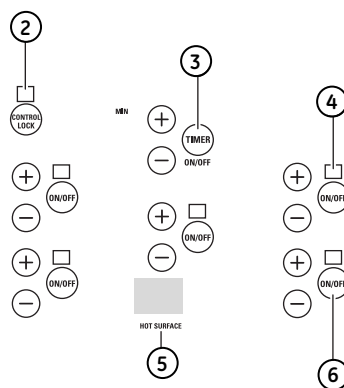 2
3
4
CONTROL
LOCK
MIN
+
TIMER
−
ON/OFF
+
ON/OFF
−
+
ON/OFF
−
+
ON/OFF
−
+
ON/OFF
−
+
ON/OFF
−
HOT SURFACE
5
6